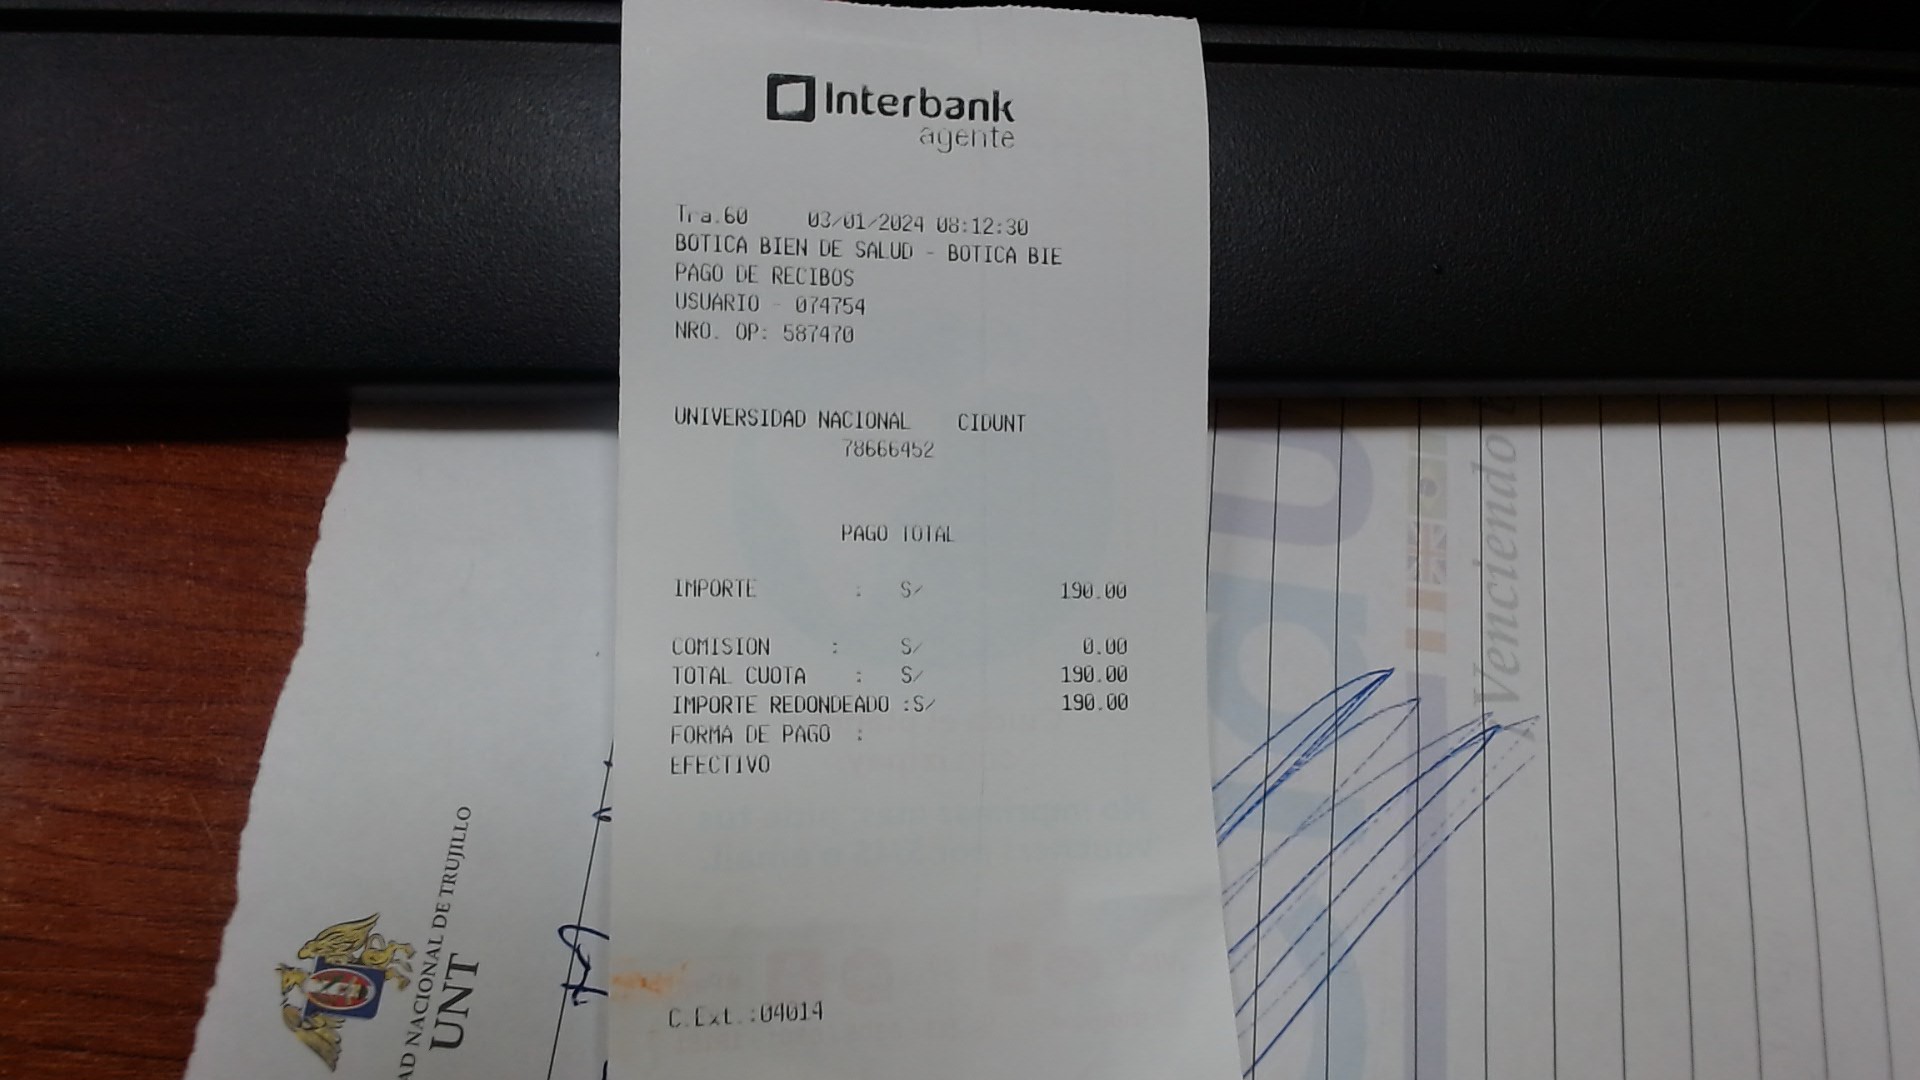 Interbank
agente
Tra.60 03/01/2024 08:12:30
BOTICA BIEN DE SALUD - BOTICA BIE
PAGO DE RECIBOS
USUARIO - 074754
NRO. OP: 587470
UNIVERSIDAD NACIONAL CIDUNT
78666452
PAGO TOTAL
IMPORTE : S/ 190.00
COMISION : S/ 0.00
TOTAL CUOTA : S/ 190.00
IMPORTE REDONDEADO :S/ 190.00
FORMA DE PAGO :
EFECTIVO
C.Ext.:04014
AD NACIONAL DE TRUJILLO
UNT
Venciendo